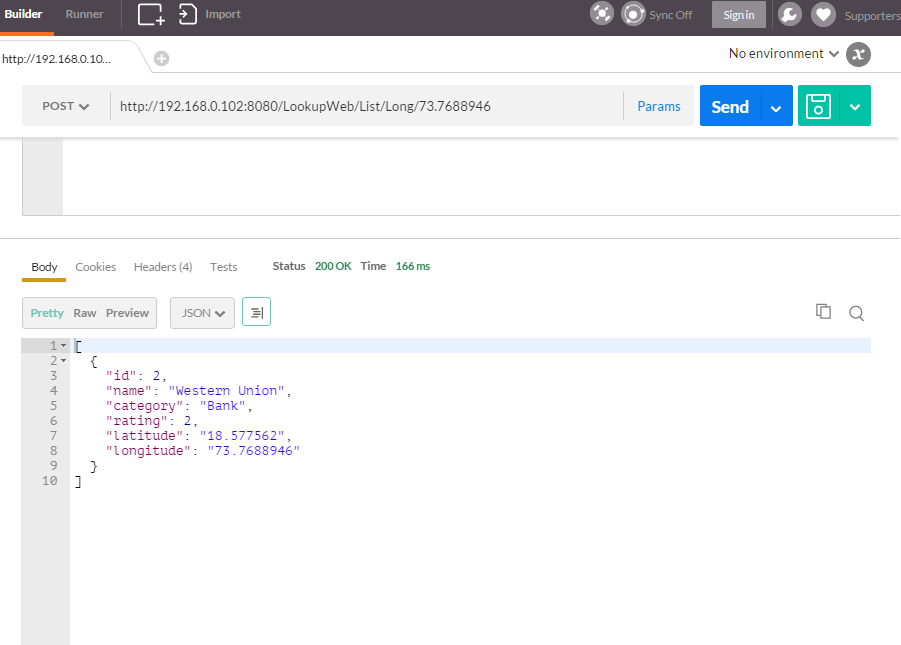 Builder Runner Import Sync Off Sign in Supporters
http://192.168.0.10... No environment
POST http://192.168.0.102:8080/LookupWeb/List/Long/73.7688946 Params Send
Body Cookies Headers (4) Tests Status 200 OK Time 166 ms
Pretty Raw Preview JSON
1 [
2 {
3 "id": 2,
4 "name": "Western Union",
5 "category": "Bank",
6 "rating": 2,
7 "latitude": "18.577562",
8 "longitude": "73.7688946"
9 }
10 ]